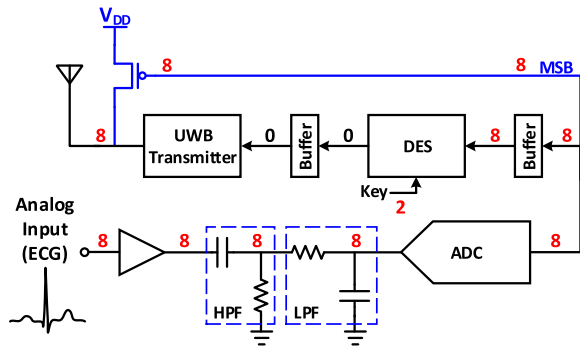 VDD
8
8
MSB
8
UWB
Transmitter
0
Buffer
0
DES
8
Buffer
8
Key
2
Analog
Input
(ECG)
8
8
8
8
ADC
8
HPF
LPF